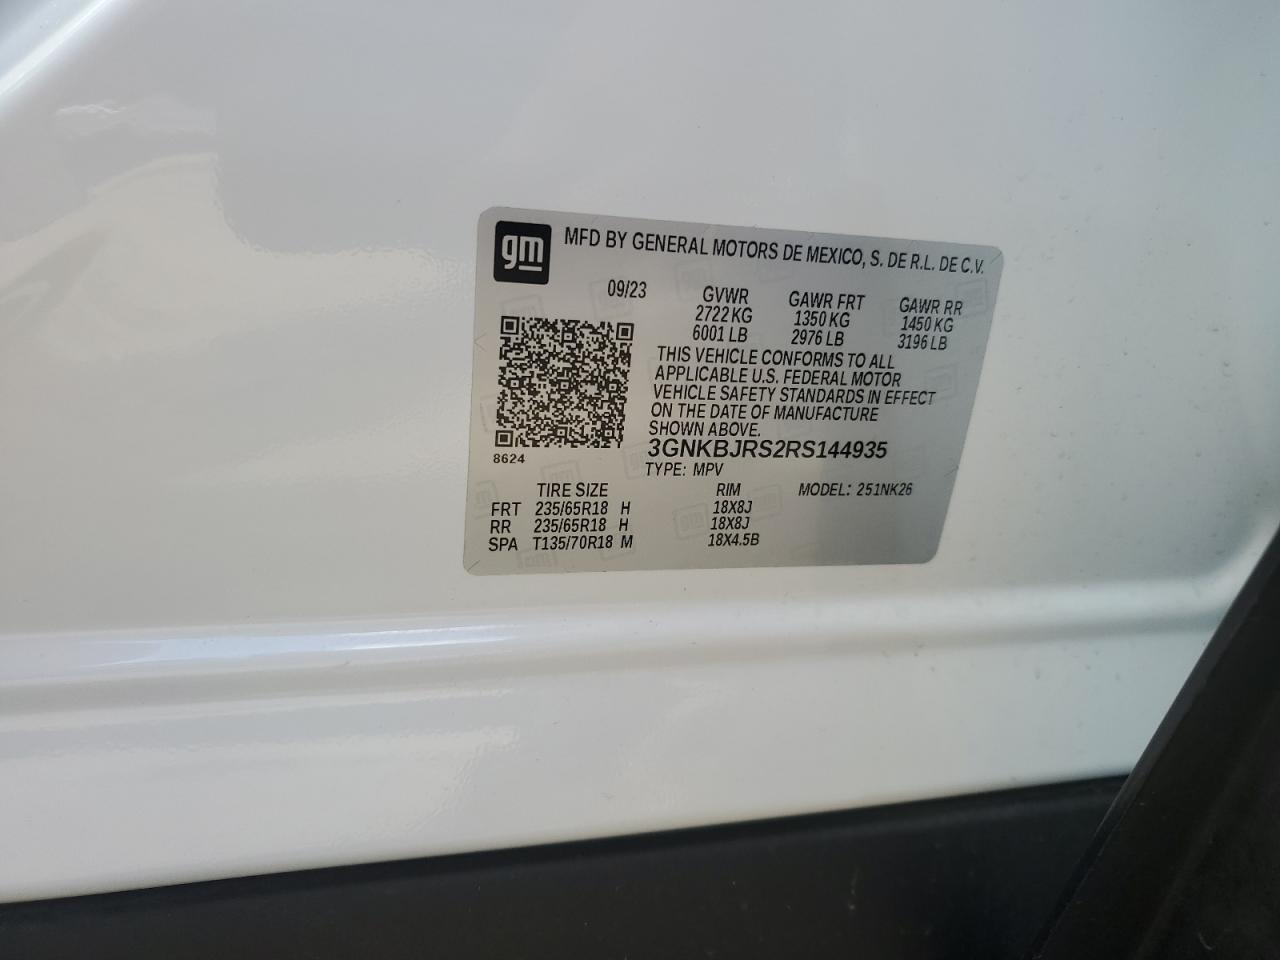 gm
MFD BY GENERAL MOTORS DE MEXICO, S. DE R.L. DE C.V.
09/23 GVWR GAWR FRT GAWR RR
2722 KG 1350 KG 1450 KG
6001 LB 2976 LB 3196 LB
THIS VEHICLE CONFORMS TO ALL
APPLICABLE U.S. FEDERAL MOTOR
VEHICLE SAFETY STANDARDS IN EFFECT
ON THE DATE OF MANUFACTURE
SHOWN ABOVE.
3GNKBJRS2RS144935
8624
TYPE: MPV
TIRE SIZE RIM MODEL: 251NK26
FRT 235/65R18 H 18X8J
RR 235/65R18 H 18X8J
SPA T135/70R18 M 18X4.5B